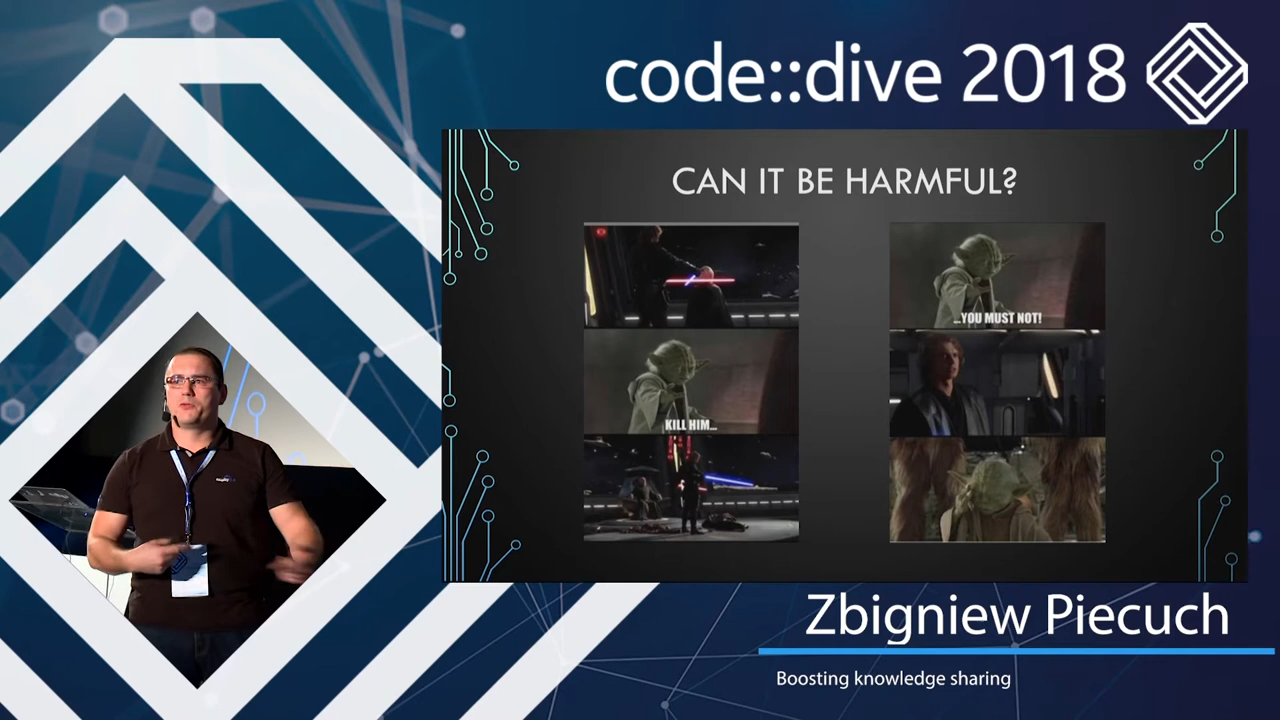 code::dive 2018
CAN IT BE HARMFUL?
KILL HIM...
...YOU MUST NOT!
Zbigniew Piecuch
Boosting knowledge sharing